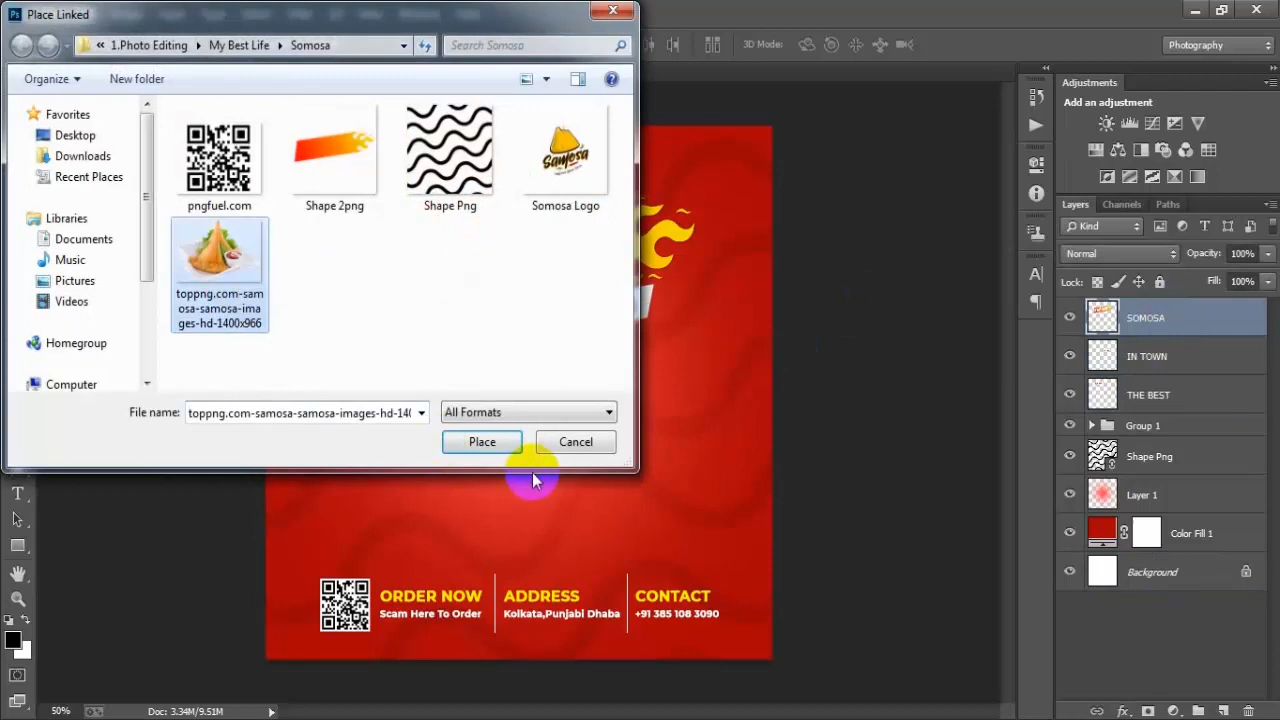 Place Linked
1.Photo Editing
My Best Life
Somosa
Search Somosa
3D Mode:
Photography
Organize
New folder
Favorites
Desktop
Downloads
Recent Places
Libraries
Documents
Music
Pictures
Videos
Homegroup
Computer
pngfuel.com
Shape 2png
Shape Png
Samosa
Somosa Logo
toppng.com-sam
osa-samosa-ima
ges-hd-1400x966
File name:
toppng.com-samosa-samosa-images-hd-140
All Formats
Place
Cancel
Adjustments
Add an adjustment
Layers
Channels
Paths
Kind
Normal
Opacity:
100%
Lock:
Fill:
100%
SOMOSA
IN TOWN
THE BEST
Group 1
Shape Png
Layer 1
Color Fill 1
Background
ORDER NOW
Scam Here To Order
ADDRESS
Kolkata,Punjabi Dhaba
CONTACT
+91 385 108 3090
50%
Doc: 3.34M/9.51M